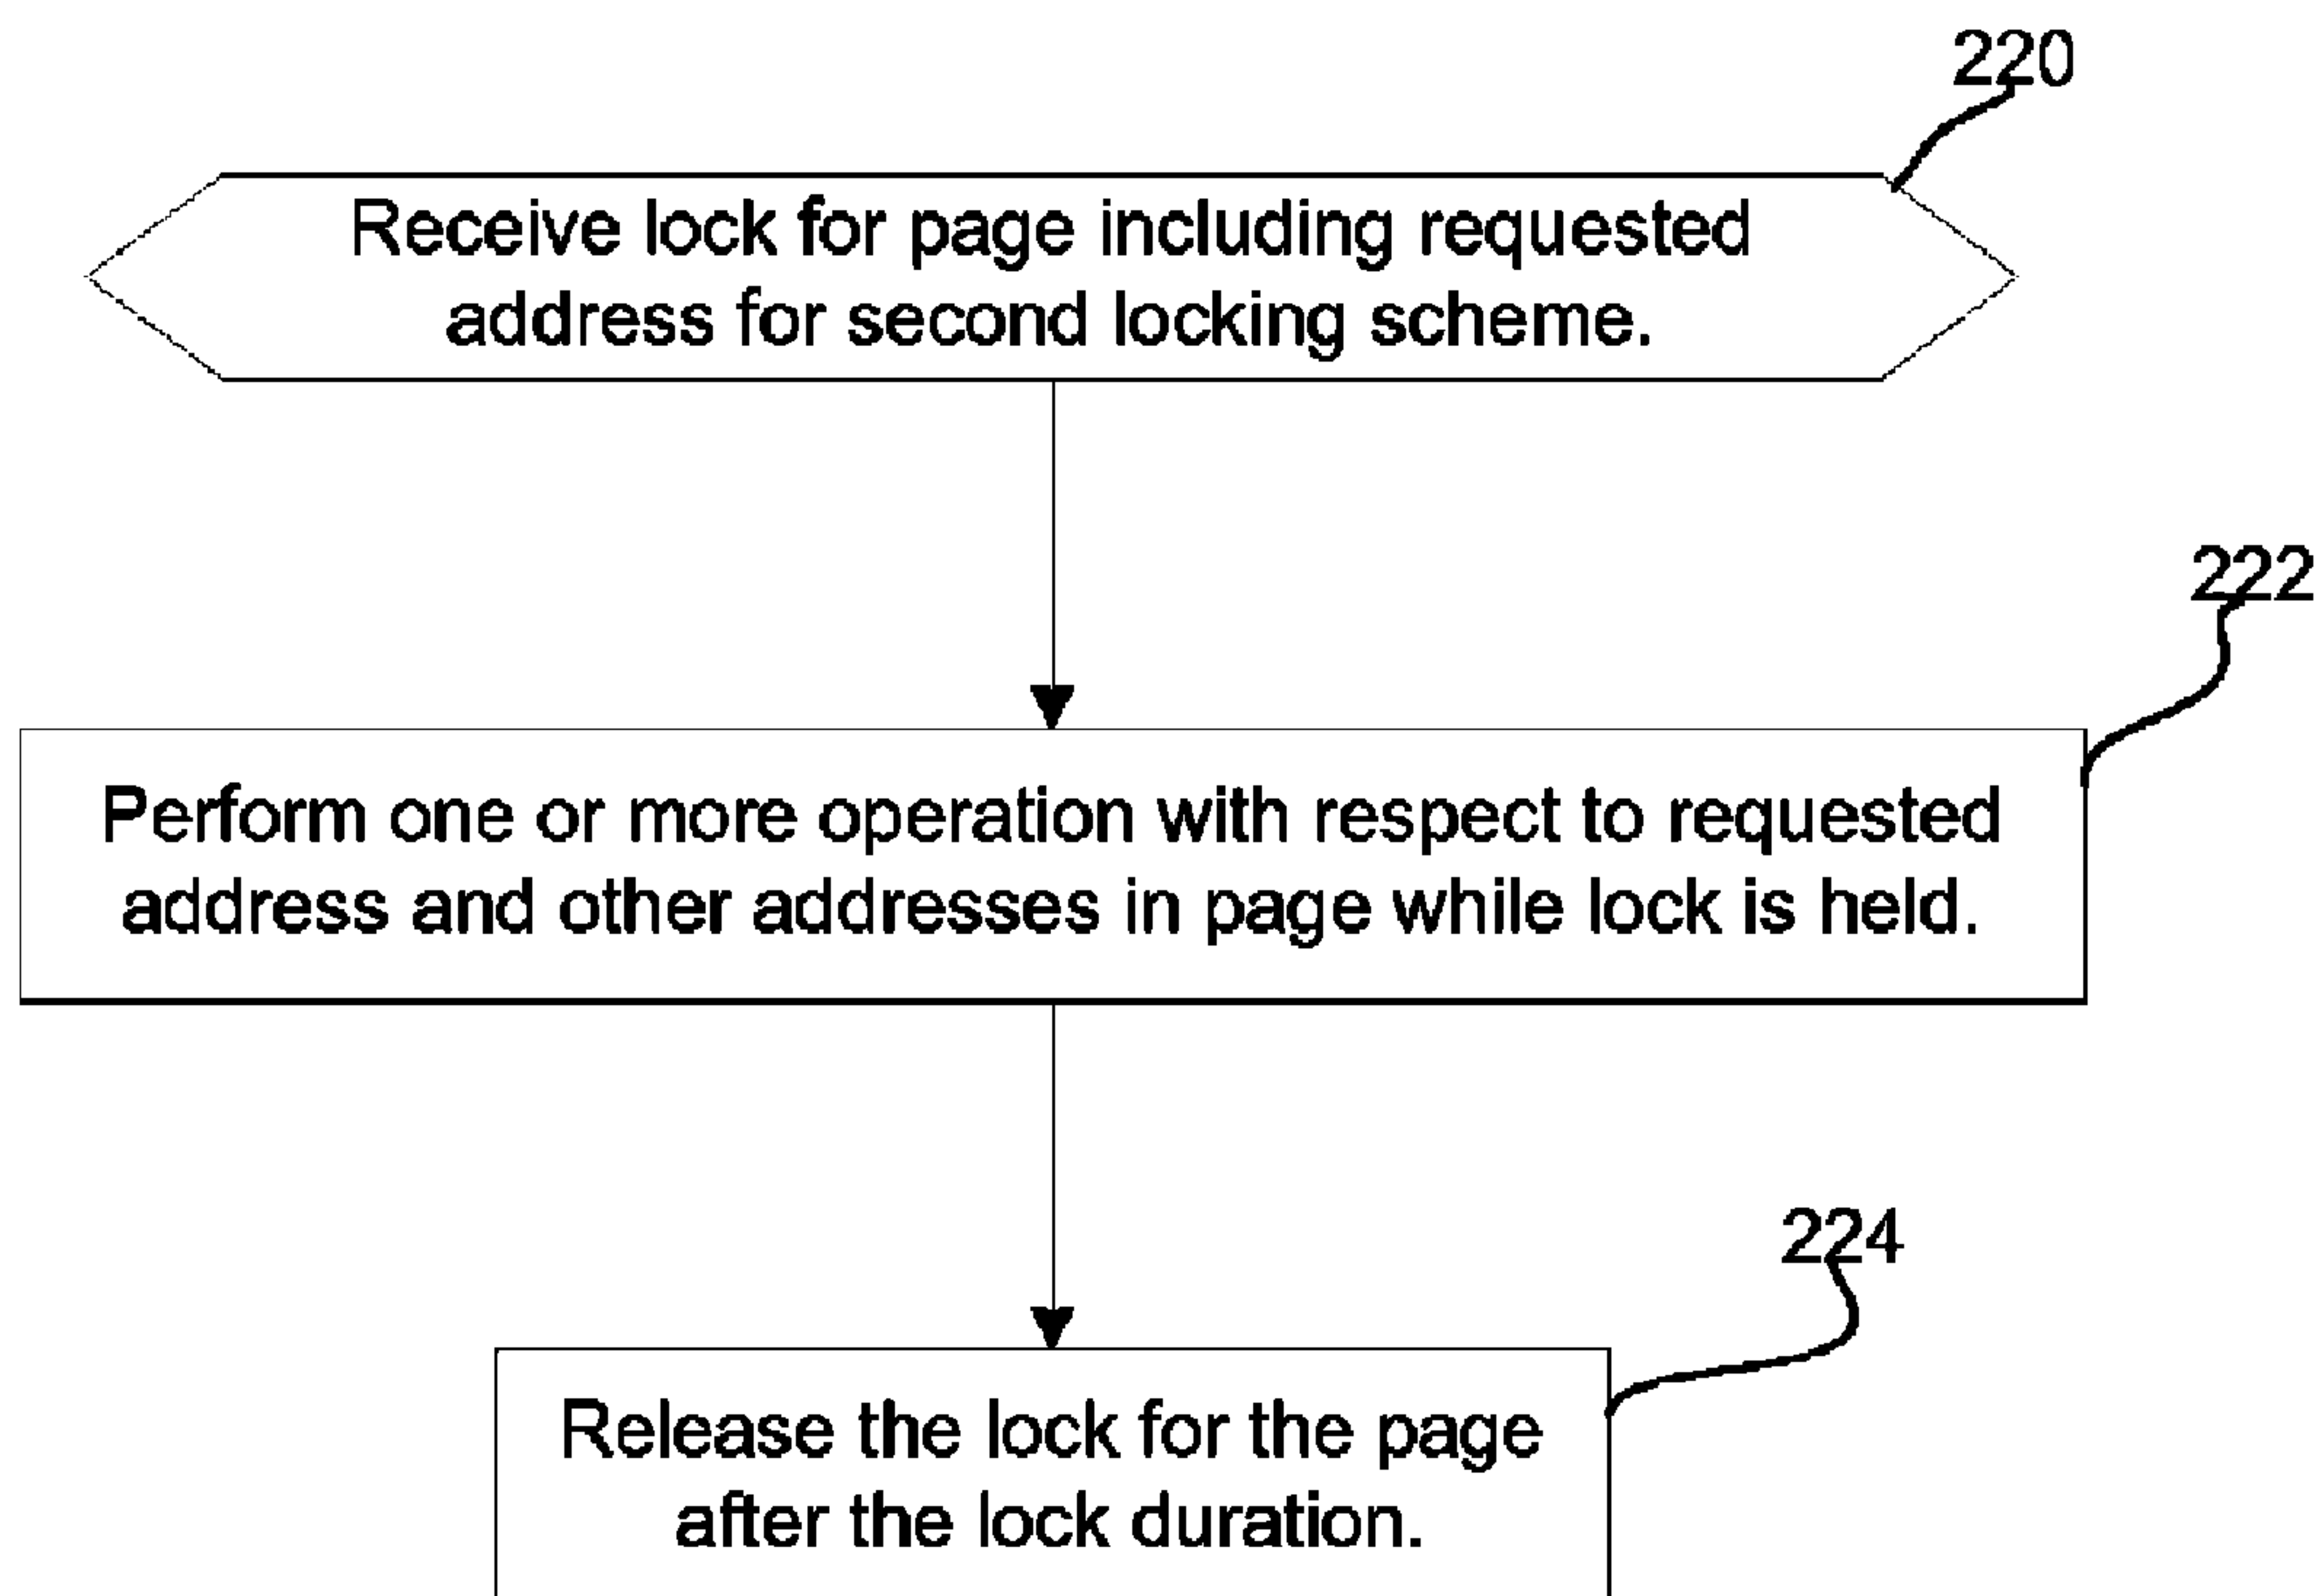 220
Receive lock for page including requested
address for second locking scheme.
222
Perform one or more operation with respect to requested
address and other addresses in page while lock is held.
224
Release the lock for the page
after the lock duration.